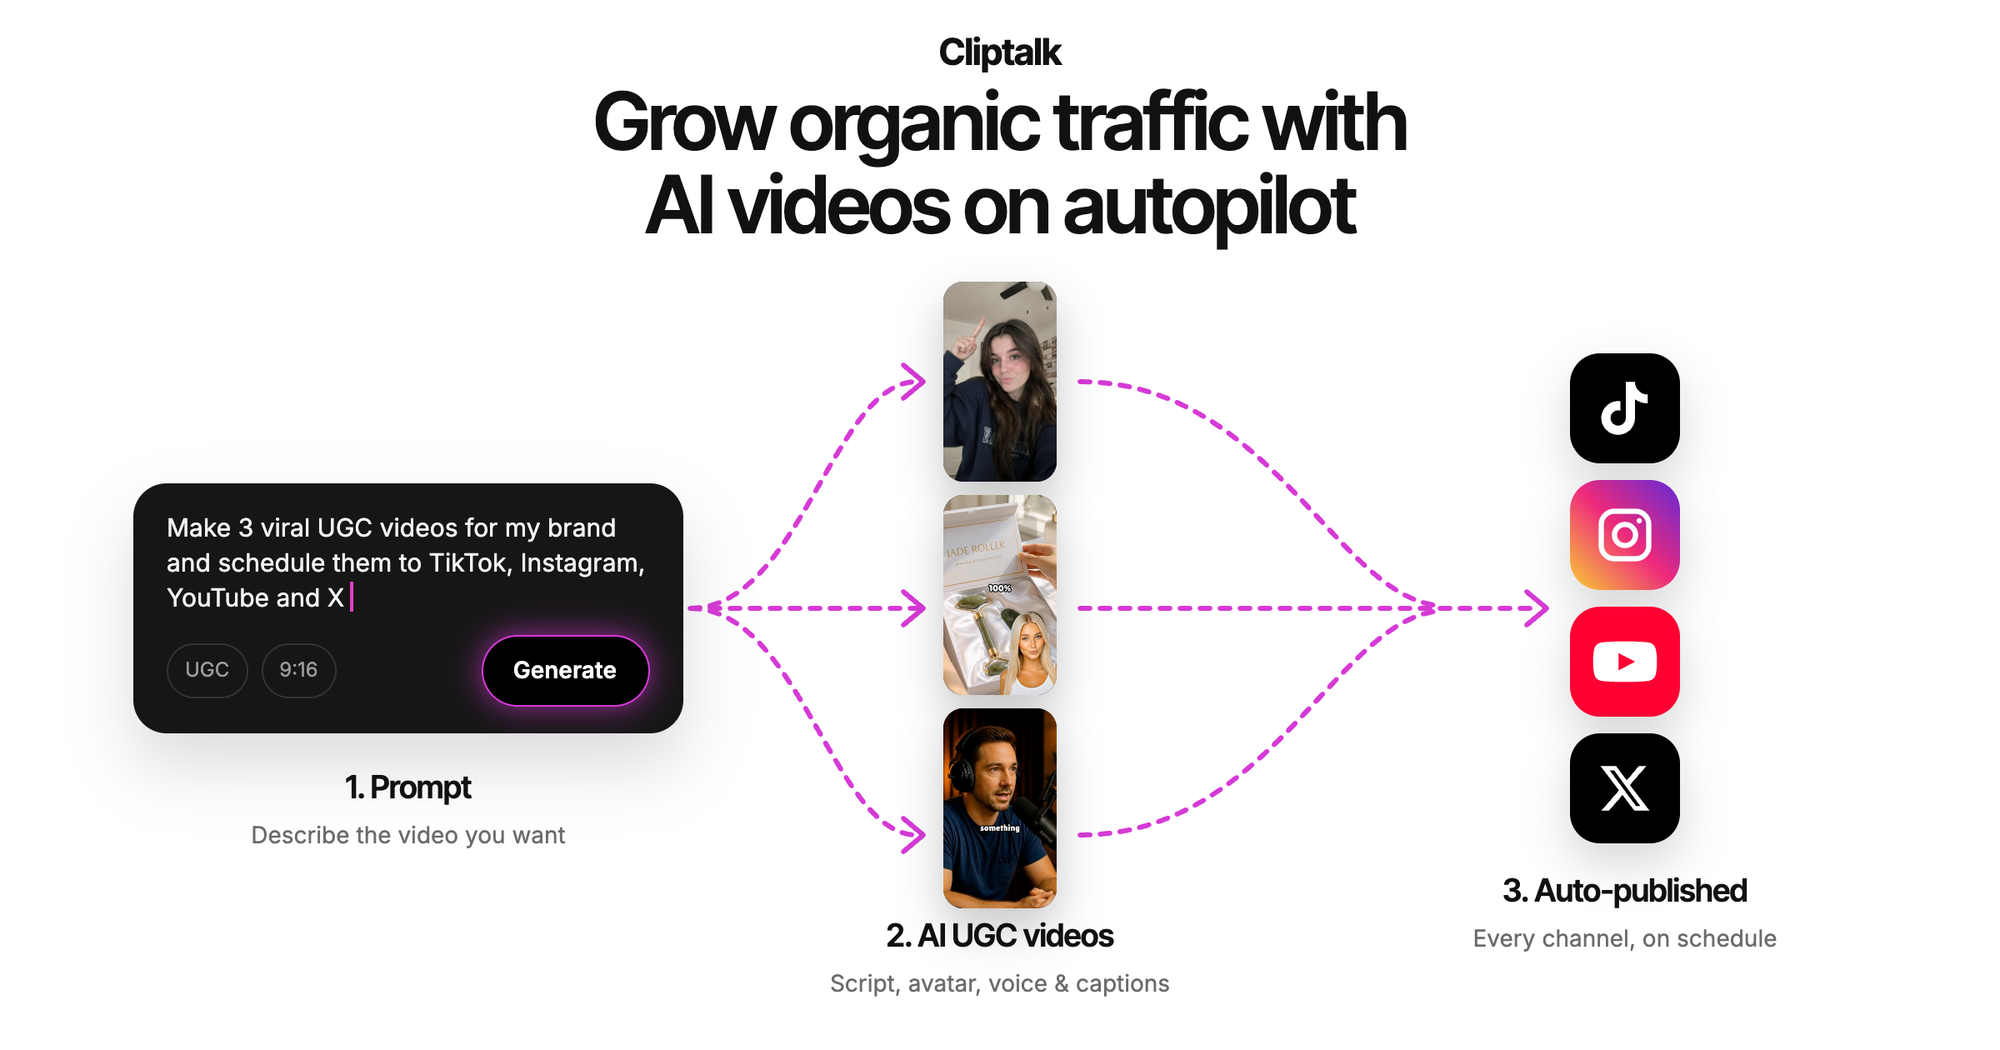 Cliptalk
Grow organic traffic with
AI videos on autopilot
Make 3 viral UGC videos for my brand
and schedule them to TikTok, Instagram,
YouTube and X
UGC
9:16
Generate
1. Prompt
Describe the video you want
JADE ROLLER
100%
something
2. AI UGC videos
Script, avatar, voice & captions
3. Auto-published
Every channel, on schedule